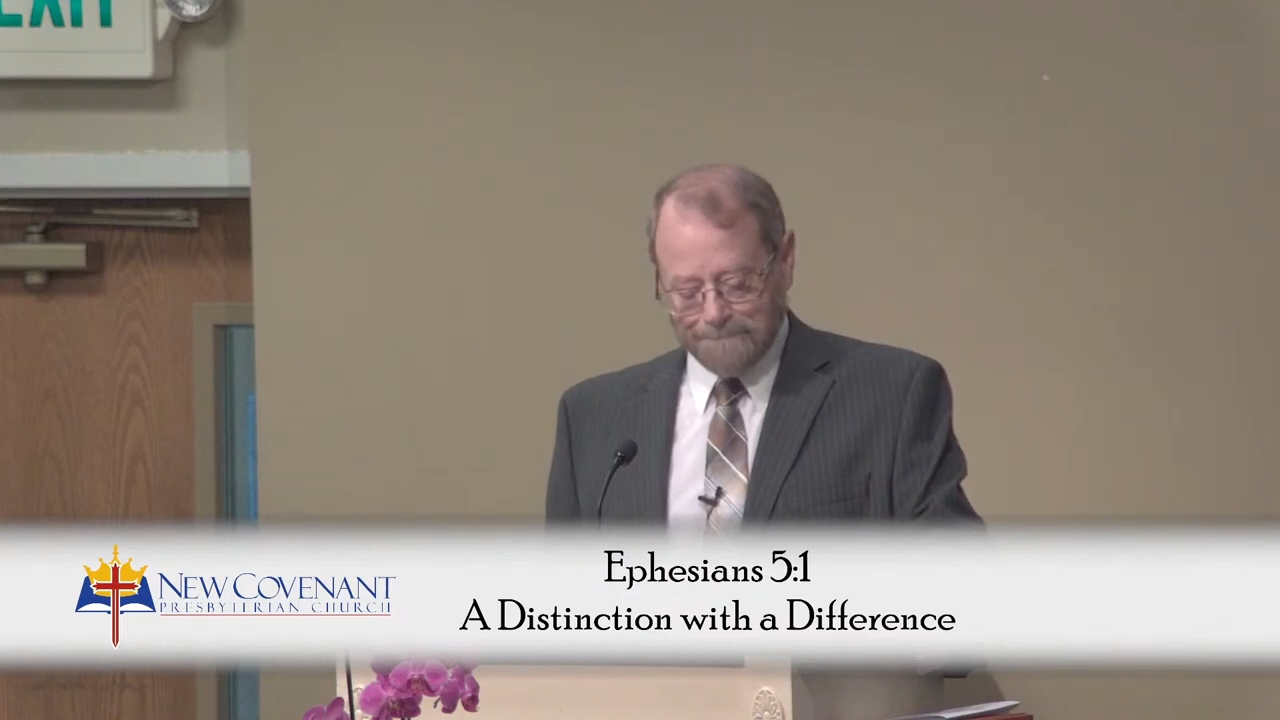 EXIT
Ephesians 5:1
NEW COVENANT
PRESBYTERIAN CHURCH
A Distinction with a Difference